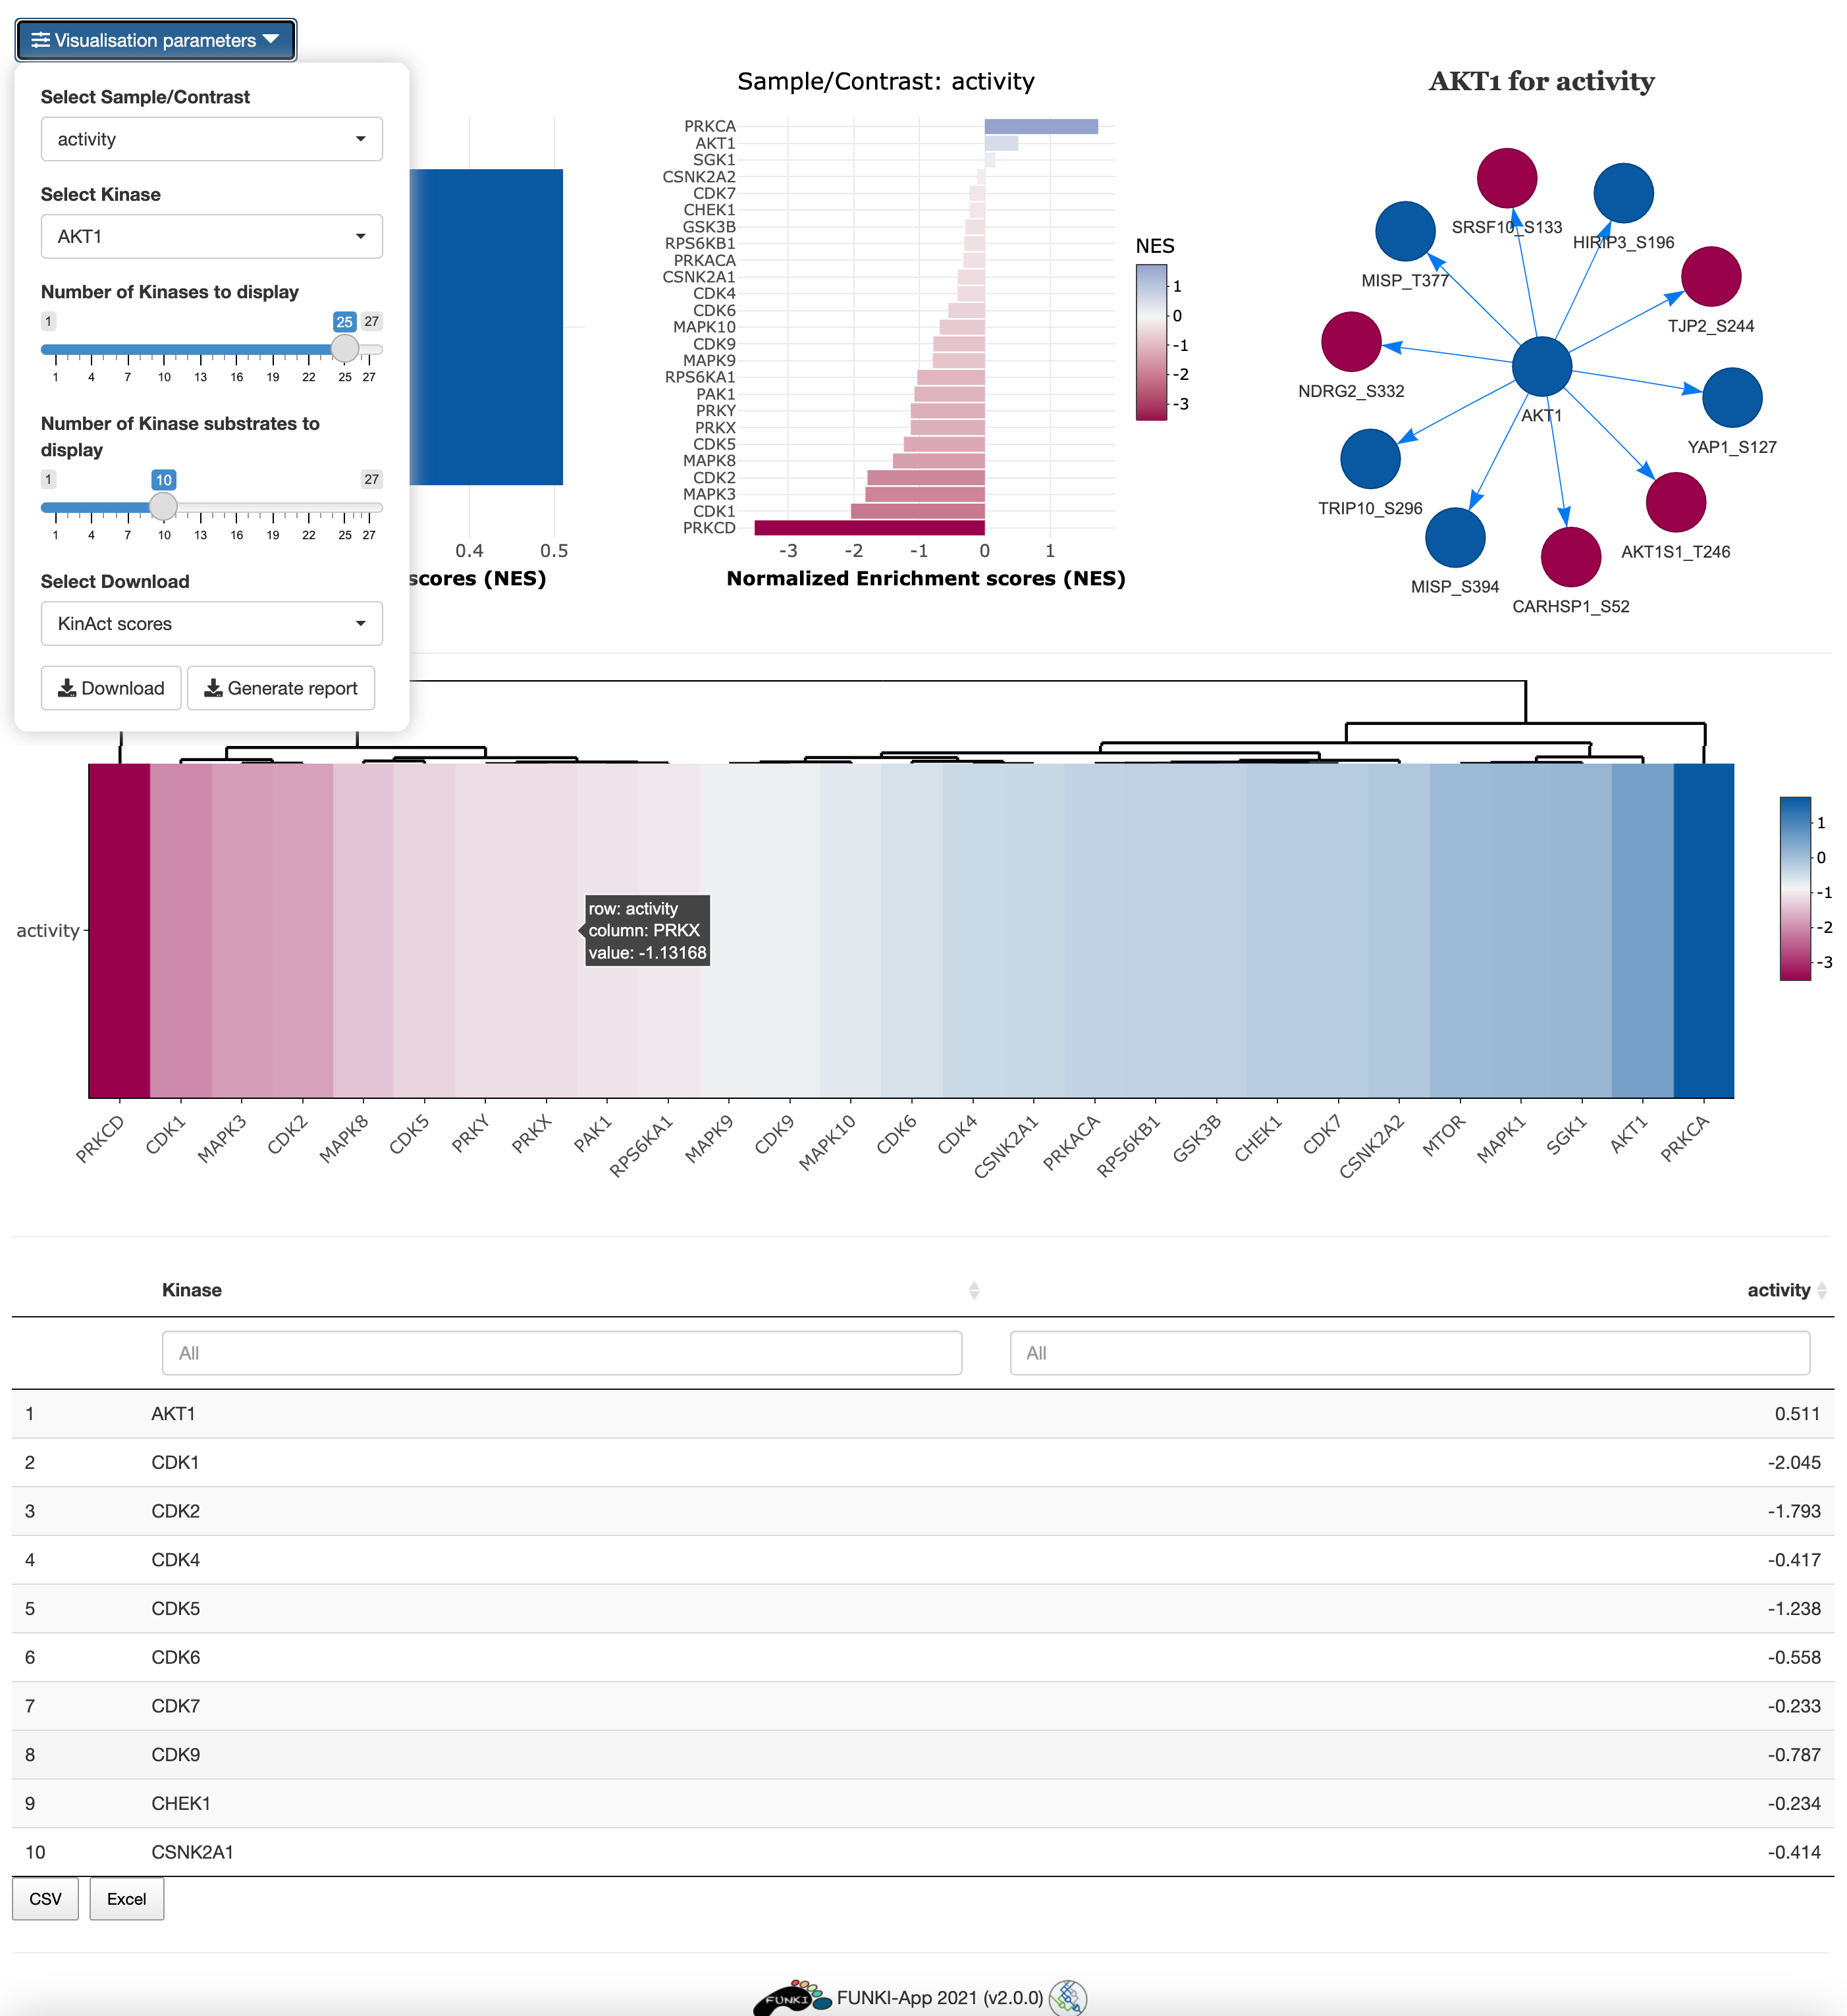 Visualisation parameters
Select Sample/Contrast
activity
Select Kinase
AKT1
Number of Kinases to display
1 25 27
1 4 7 10 13 16 19 22 25 27
Number of Kinase substrates to
display
1 10 27
1 4 7 10 13 16 19 22 25 27
Select Download
KinAct scores
Download Generate report
0.4 0.5
scores (NES)
Sample/Contrast: activity
PRKCA
AKT1
SGK1
CSNK2A2
CDK7
CHEK1
GSK3B
RPS6KB1
PRKACA
CSNK2A1
CDK4
CDK6
MAPK10
CDK9
MAPK9
RPS6KA1
PAK1
PRKY
PRKX
CDK5
MAPK8
CDK2
MAPK3
CDK1
PRKCD
-3 -2 -1 0 1
Normalized Enrichment scores (NES)
NES
1
0
-1
-2
-3
AKT1 for activity
SRSF10_S133
HIRIP3_S196
MISP_T377
TJP2_S244
NDRG2_S332
AKT1
YAP1_S127
TRIP10_S296
AKT1S1_T246
MISP_S394
CARHSP1_S52
activity
row: activity
column: PRKX
value: -1.13168
1
0
-1
-2
-3
PRKCD CDK1 MAPK3 CDK2 MAPK8 CDK5 PRKY PRKX PAK1 RPS6KA1 MAPK9 CDK9 MAPK10 CDK6 CDK4 CSNK2A1 PRKACA RPS6KB1 GSK3B CHEK1 CDK7 CSNK2A2 MTOR MAPK1 SGK1 AKT1 PRKCA
Kinase activity
All All
1 AKT1 0.511
2 CDK1 -2.045
3 CDK2 -1.793
4 CDK4 -0.417
5 CDK5 -1.238
6 CDK6 -0.558
7 CDK7 -0.233
8 CDK9 -0.787
9 CHEK1 -0.234
10 CSNK2A1 -0.414
CSV Excel
FUNKI FUNKI-App 2021 (v2.0.0)